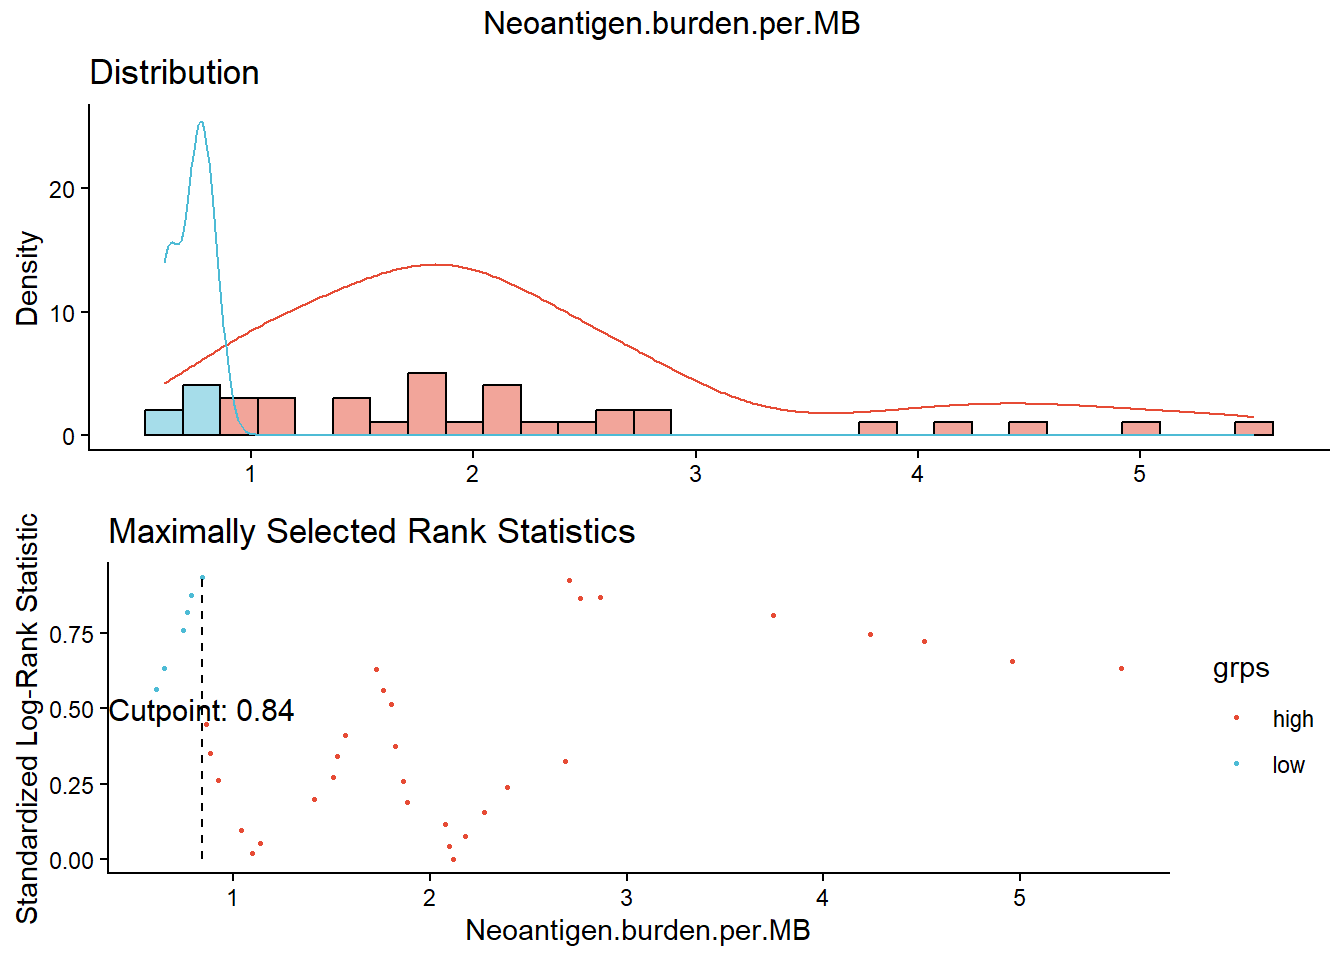 Neoantigen.burden.per.MB
Distribution
Density
20
10
0
1 2 3 4 5
Maximally Selected Rank Statistics
Standardized Log-Rank Statistic
0.75
0.50
0.25
0.00
Cutpoint: 0.84
1 2 3 4 5
Neoantigen.burden.per.MB
grps
high
low